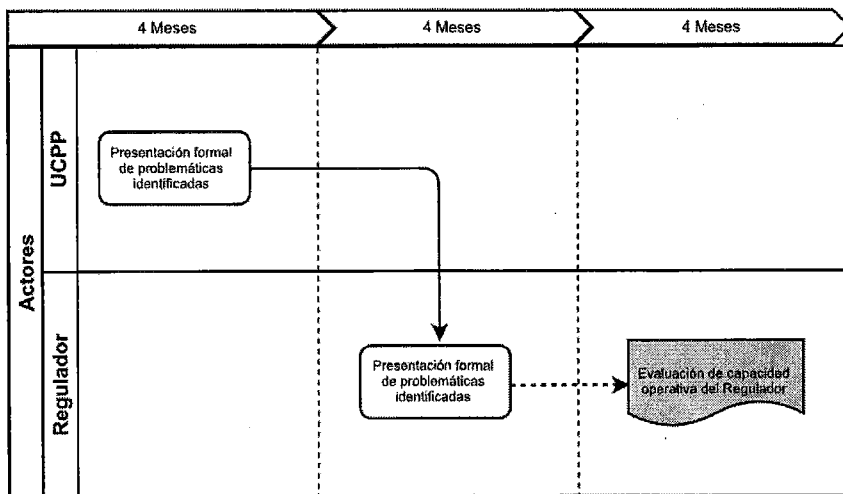 4 Meses
4 Meses
4 Meses
Actores
UCPP
Presentación formal
de problemáticas
identificadas
Regulador
Presentación formal
de problemáticas
identificadas
Evaluación de capacidad
operativa del Regulador